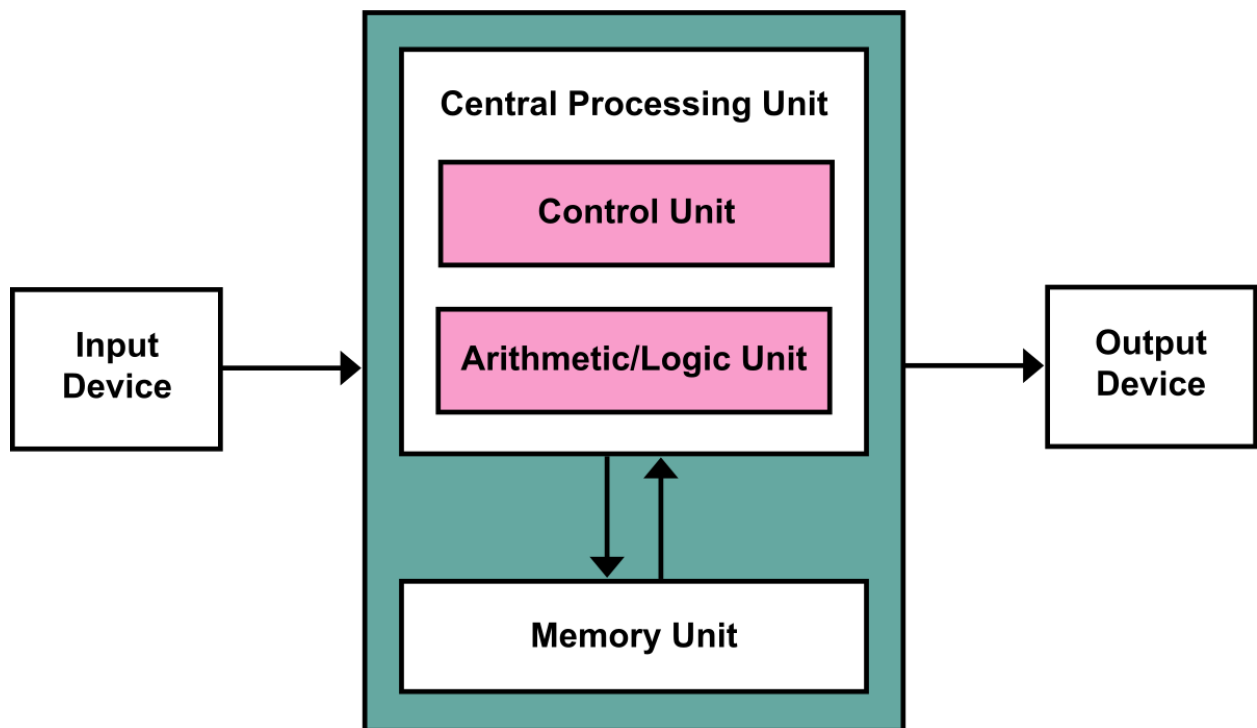 Central Processing Unit
Control Unit
Arithmetic/Logic Unit
Input
Device
Output
Device
Memory Unit